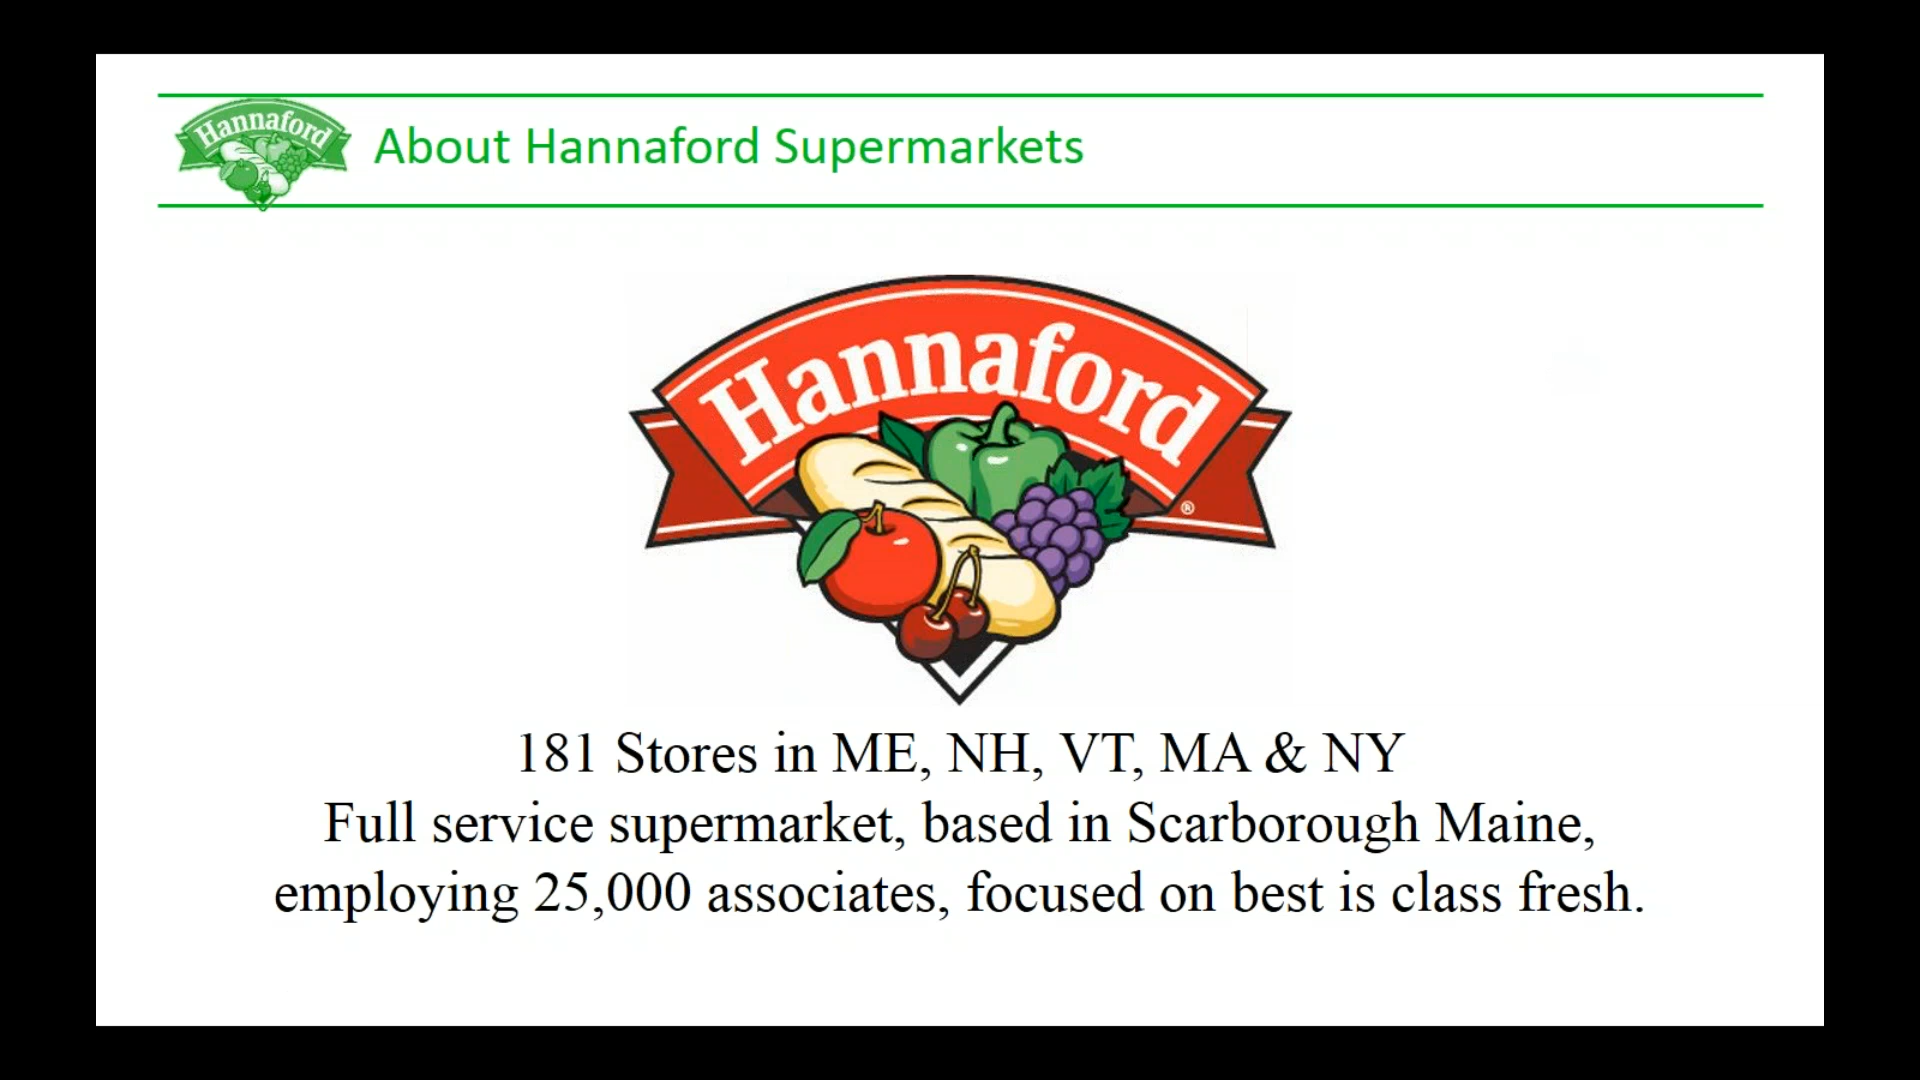 Hannaford
About Hannaford Supermarkets
Hannaford
®
181 Stores in ME, NH, VT, MA & NY
Full service supermarket, based in Scarborough Maine,
employing 25,000 associates, focused on best is class fresh.